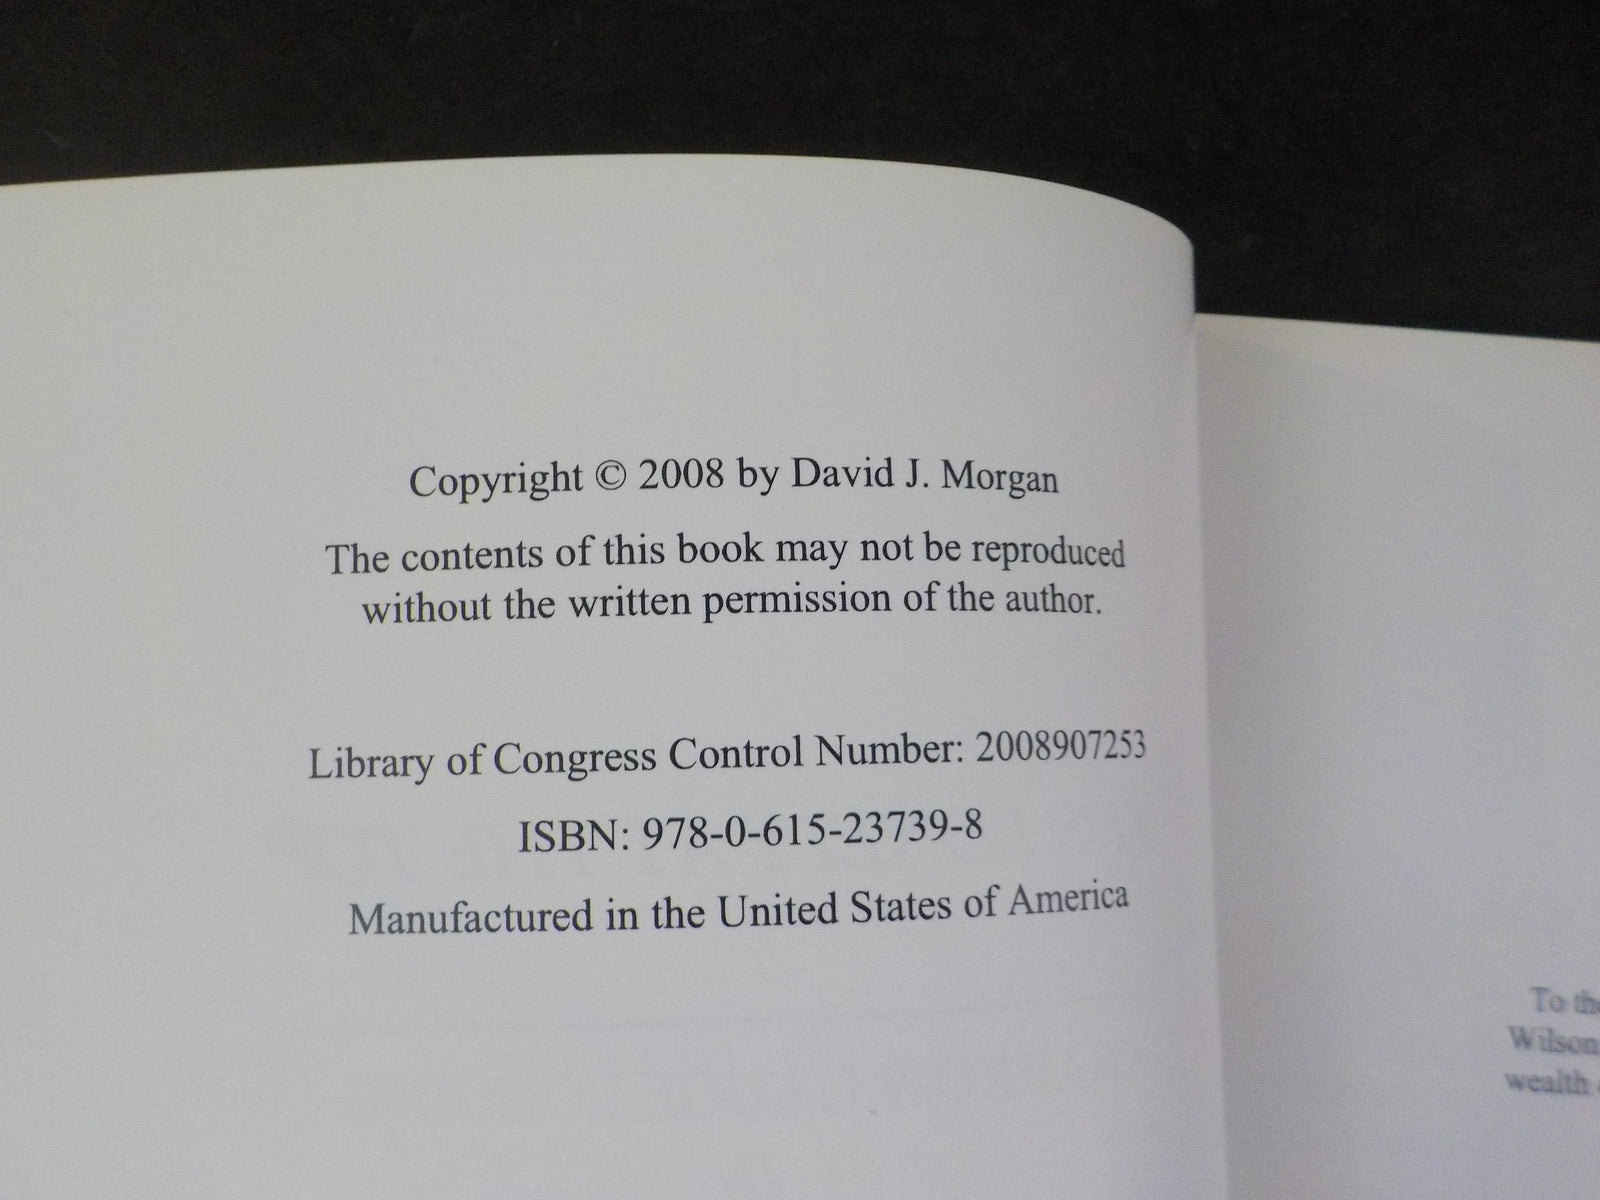 Copyright © 2008 by David J. Morgan
The contents of this book may not be reproduced
without the written permission of the author.
Library of Congress Control Number: 2008907253
ISBN: 978-0-615-23739-8
Manufactured in the United States of America
To the
Wilson
wealth